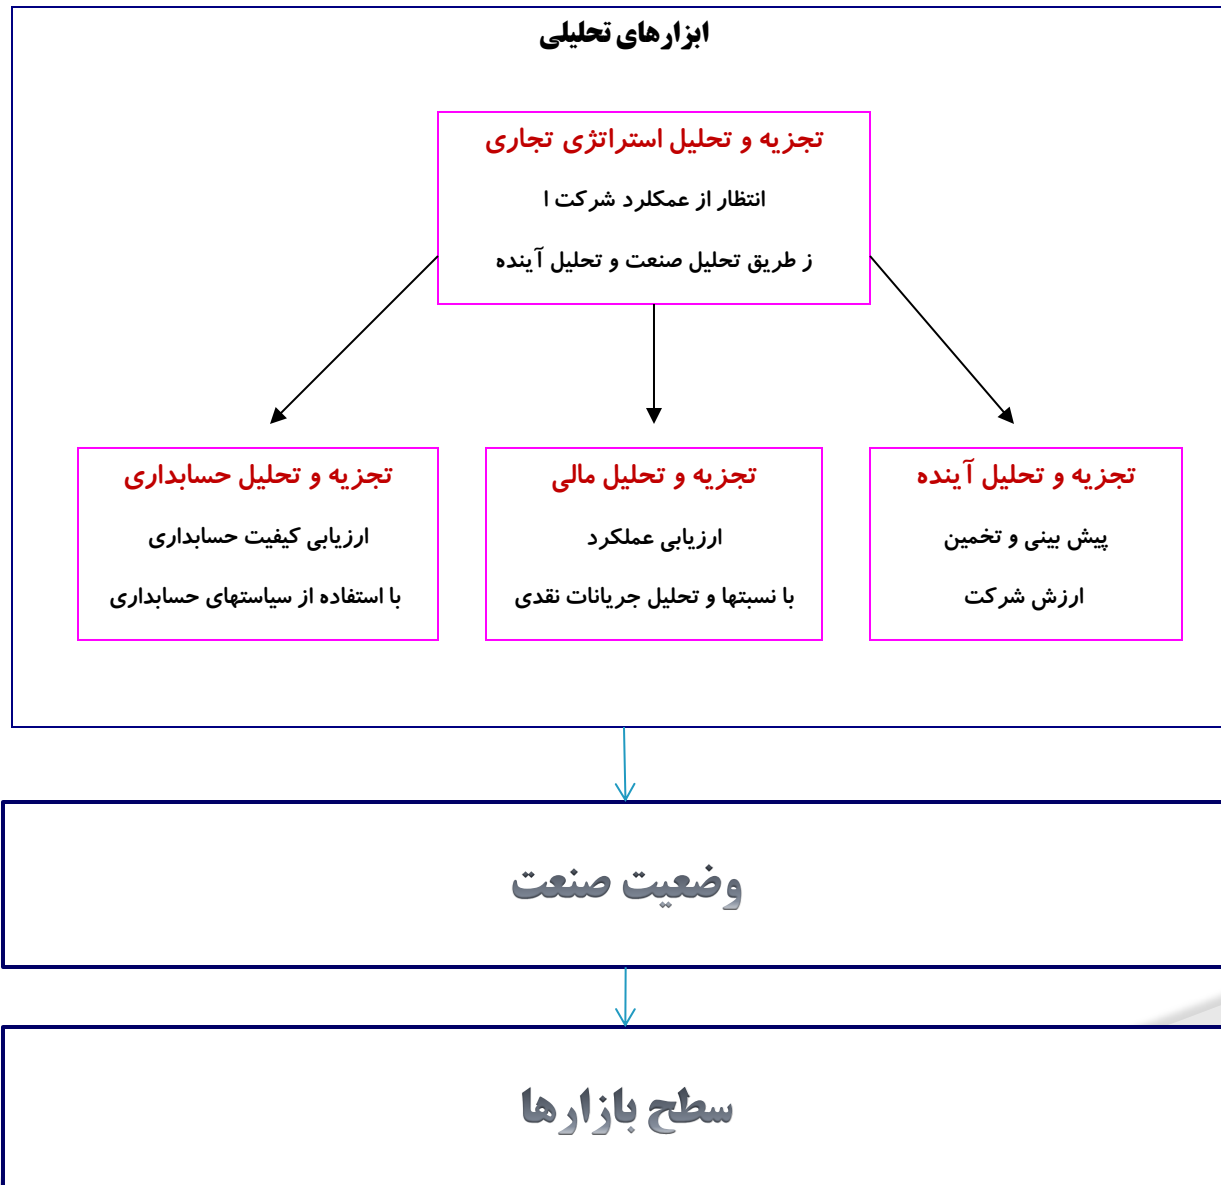 ابزارهای تحلیلی
تجزیه و تحلیل استراتژی تجاری
انتظار از عمکلرد شرکت ا
ز طریق تحلیل صنعت و تحلیل آینده
تجزیه و تحلیل آینده
پیش بینی و تخمین
ارزش شرکت
تجزیه و تحلیل مالی
ارزیابی عملکرد
با نسبتها و تحلیل جریانات نقدی
تجزیه و تحلیل حسابداری
ارزیابی کیفیت حسابداری
با استفاده از سیاستهای حسابداری
وضعیت صنعت
سطح بازارها